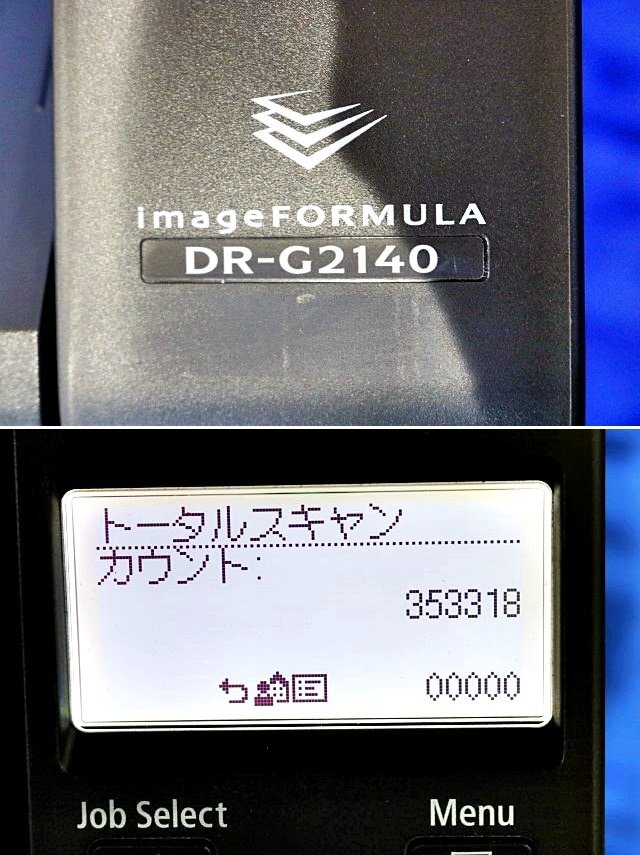 imageFORMULA
DR-G2140
トータルスキャン
カウント:
353318
00000
Job Select
Menu